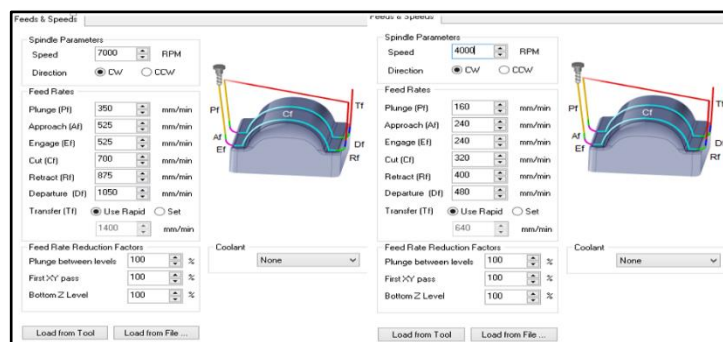 Feeds & Speeds
Spindle Parameters
Speed 7000 RPM
Direction CW CCW
Feed Rates
Plunge (Pf) 350 mm/min
Approach (Af) 525 mm/min
Engage (Ef) 525 mm/min
Cut (Cf) 700 mm/min
Retract (Rf) 875 mm/min
Departure (Df) 1050 mm/min
Transfer (Tf) Use Rapid Set
1400 mm/min
Feed Rate Reduction Factors
Plunge between levels 100 %
First XY pass 100 %
Bottom Z Level 100 %
Load from Tool Load from File ...
Pf
Af
Ef
Cf
Tf
Df
Rf
Coolant
None
Feeds & Speeds
Spindle Parameters
Speed 4000 RPM
Direction CW CCW
Feed Rates
Plunge (Pf) 160 mm/min
Approach (Af) 240 mm/min
Engage (Ef) 240 mm/min
Cut (Cf) 320 mm/min
Retract (Rf) 400 mm/min
Departure (Df) 480 mm/min
Transfer (Tf) Use Rapid Set
640 mm/min
Feed Rate Reduction Factors
Plunge between levels 100 %
First XY pass 100 %
Bottom Z Level 100 %
Load from Tool Load from File ...
Pf
Af
Ef
Cf
Tf
Df
Rf
Coolant
None